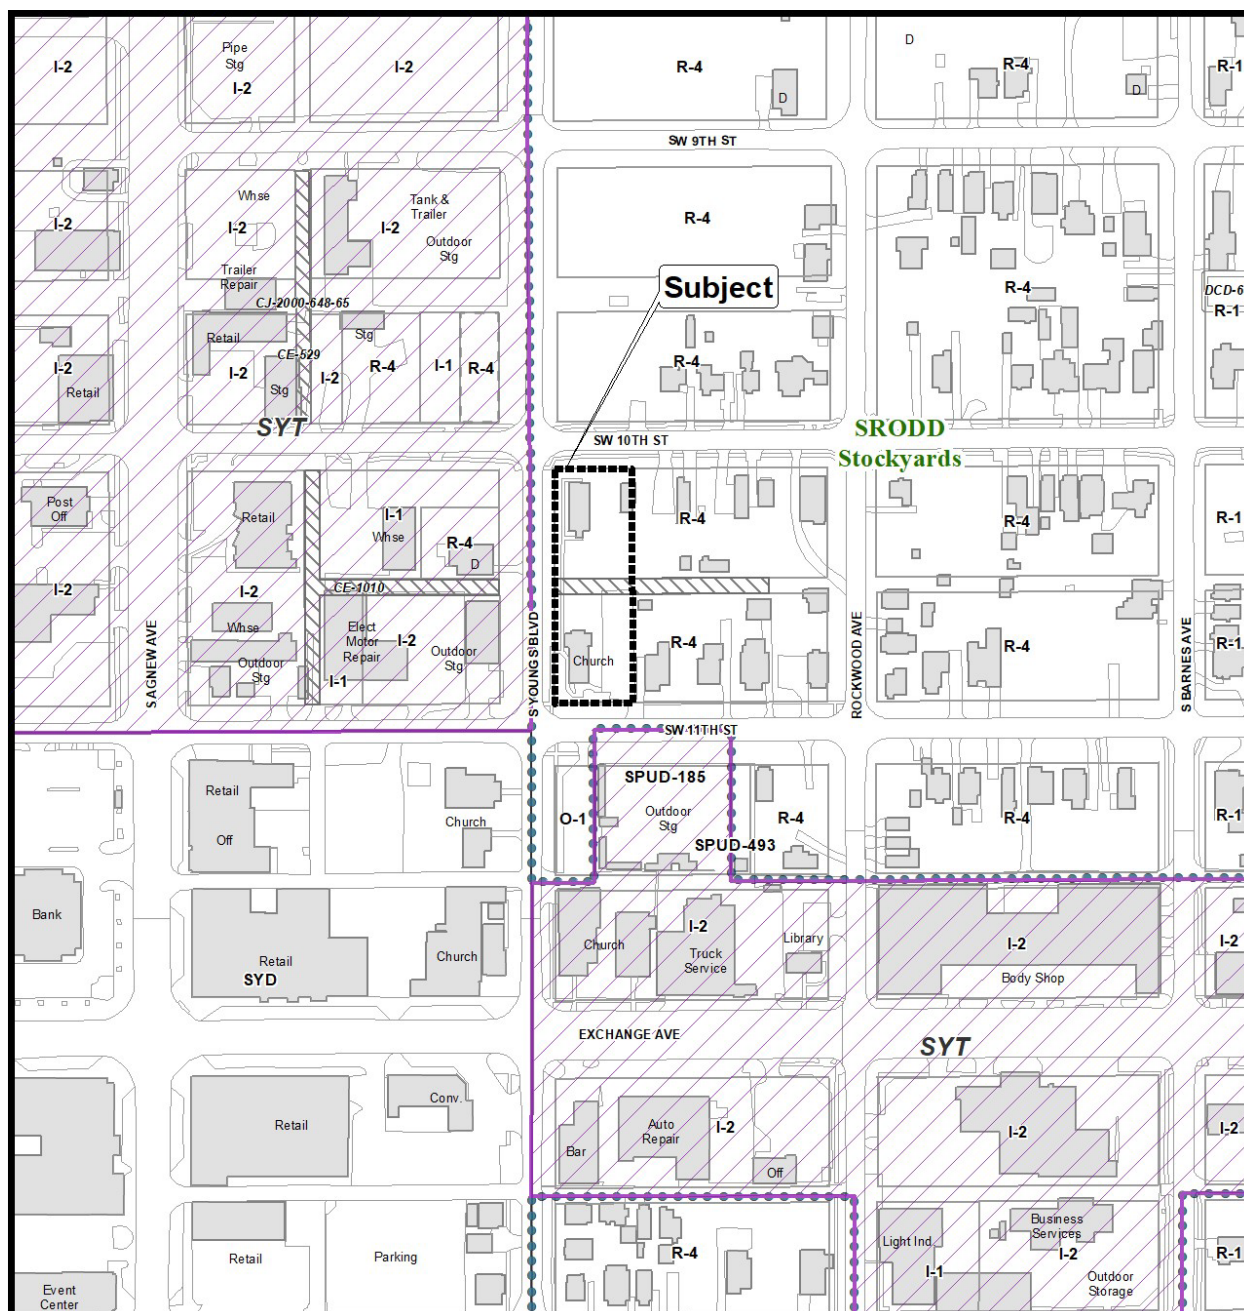 Pipe
Stg
I-2
I-2
I-2
R-4
D
D
R-4
D
R-1
SW 9TH ST
Whse
I-2
I-2
Tank &
Trailer
I-2
Outdoor
Stg
R-4
Trailer
Repair
CJ-2000-648-65
Subject
R-4
DCD-6
R-1
Retail
Stg
CE-529
I-2
I-2
I-2
R-4
I-1
R-4
R-4
Retail
Stg
SYT
SW 10TH ST
SRODD
Stockyards
Post
Off
Retail
I-1
Whse
R-4
D
R-4
R-4
R-1
I-2
I-2
CE-1010
Whse
Elect
Motor
Repair
I-2
Outdoor
Stg
Outdoor
Stg
I-1
Church
R-4
R-4
R-1
S AGNEW AVE
S YOUNGS BLVD
ROCKWOOD AVE
S BARNES AVE
SW 11TH ST
Retail
Off
Church
O-1
SPUD-185
Outdoor
Stg
SPUD-493
R-4
R-4
R-1
Bank
Retail
SYD
Church
Church
I-2
Truck
Service
Library
I-2
Body Shop
I-2
EXCHANGE AVE
SYT
Retail
Conv.
Bar
Auto
Repair
I-2
Off
I-2
I-2
Retail
Parking
R-4
Light Ind
I-1
Business
Services
I-2
Outdoor
Storage
R-1
Event
Center